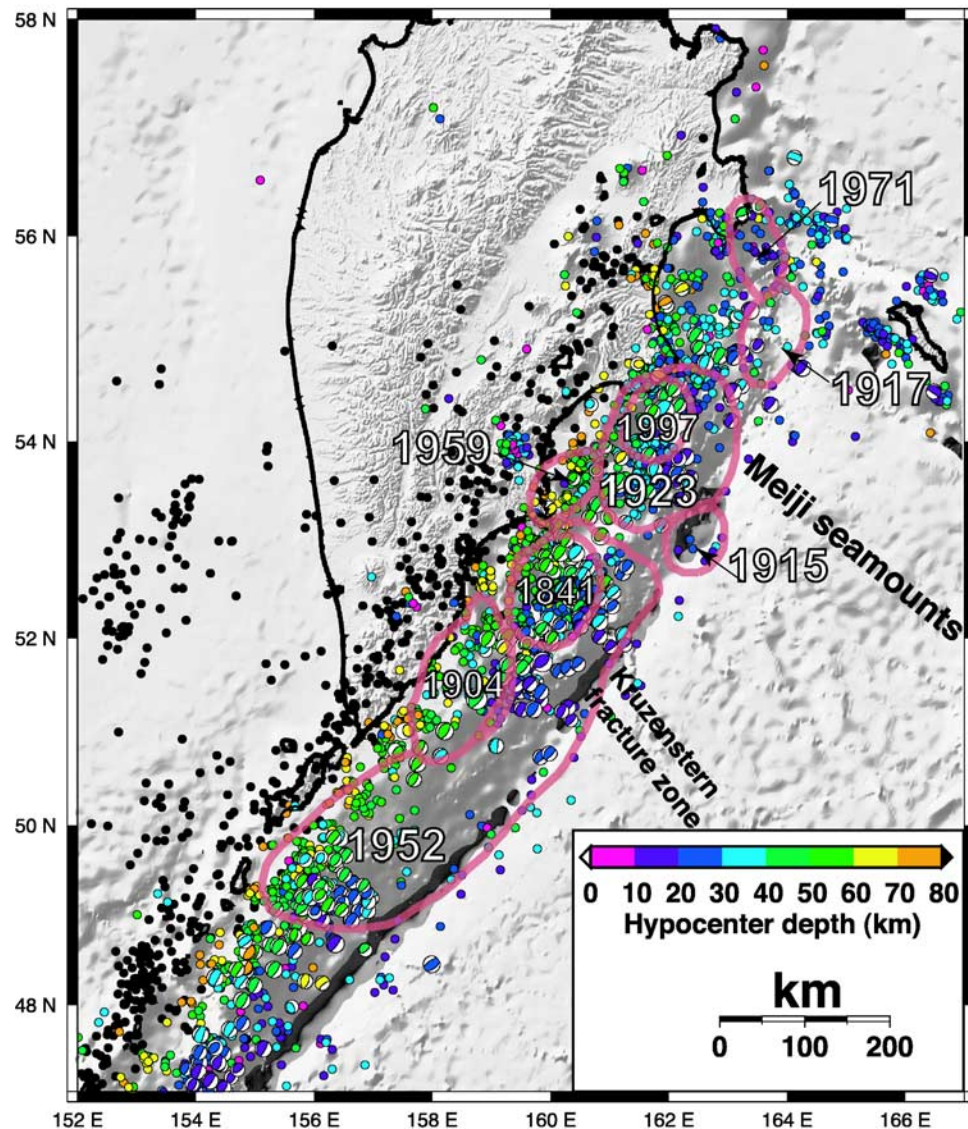 58 N
56 N
54 N
52 N
50 N
48 N
1971
1917
1997
1959
1923
Meiji seamounts
1915
1841
1904
Kruzenstern
fracture zone
1952
0 10 20 30 40 60 70 80
Hypocenter depth (km)
km
0 100 200
152 E 154 E 156 E 158 E 160 E 162 E 164 E 166 E